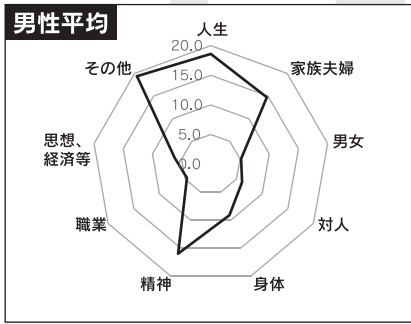 男性平均
人生
20.0
その他
家族夫婦
15.0
10.0
思想、
経済等
5.0
男女
0.0
職業
対人
精神
身体